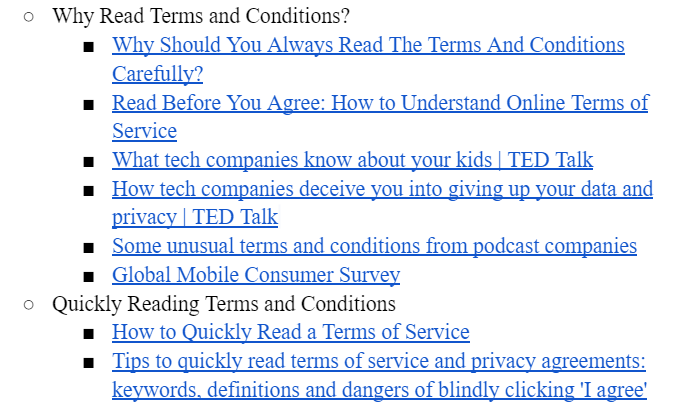 Why Read Terms and Conditions?
Why Should You Always Read The Terms And Conditions
Carefully?
Read Before You Agree: How to Understand Online Terms of
Service
What tech companies know about your kids | TED Talk
How tech companies deceive you into giving up your data and
privacy | TED Talk
Some unusual terms and conditions from podcast companies
Global Mobile Consumer Survey
Quickly Reading Terms and Conditions
How to Quickly Read a Terms of Service
Tips to quickly read terms of service and privacy agreements:
keywords, definitions and dangers of blindly clicking 'I agree'